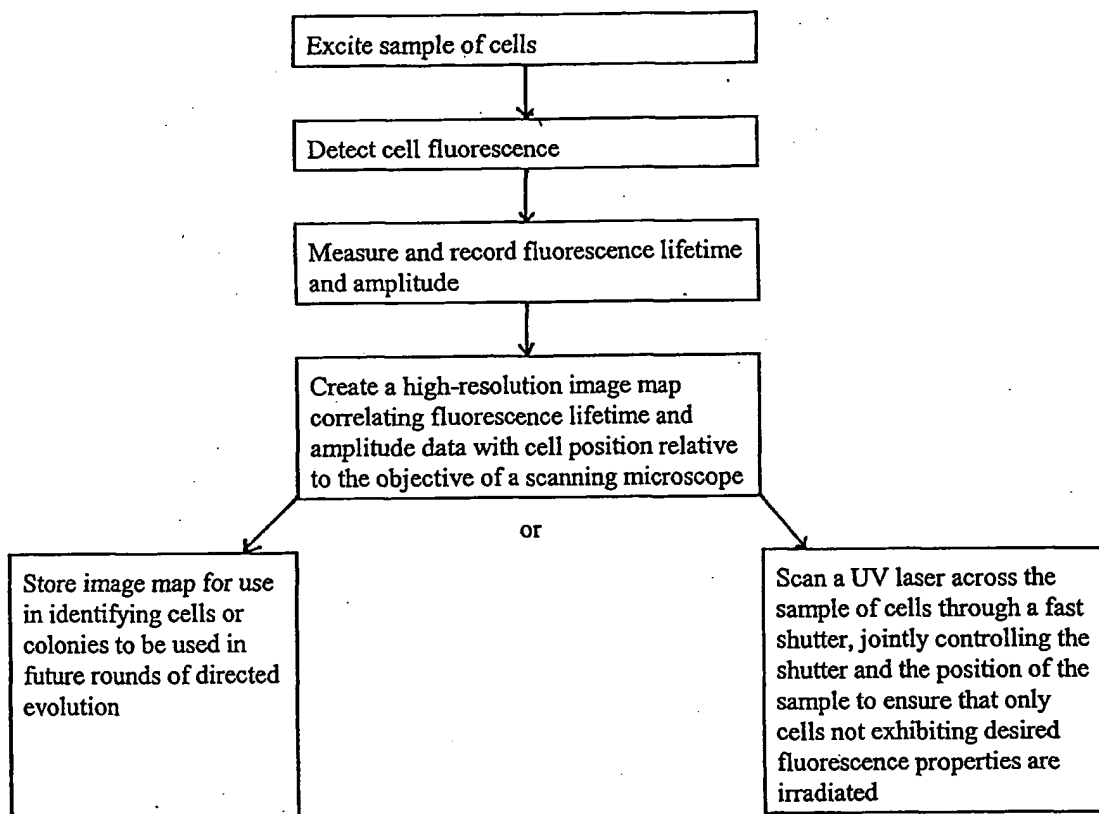 Excite sample of cells
Detect cell fluorescence
Measure and record fluorescence lifetime
and amplitude
Create a high-resolution image map
correlating fluorescence lifetime and
amplitude data with cell position relative
to the objective of a scanning microscope
or
Store image map for use
in identifying cells or
colonies to be used in
future rounds of directed
evolution
Scan a UV laser across the
sample of cells through a fast
shutter, jointly controlling the
shutter and the position of the
sample to ensure that only
cells not exhibiting desired
fluorescence properties are
irradiated